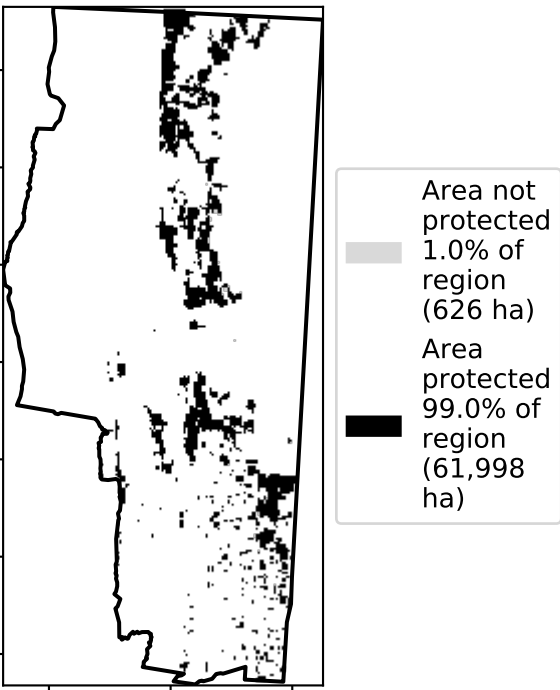 Area not
protected
1.0% of
region
(626 ha)
Area
protected
99.0% of
region
(61,998
ha)